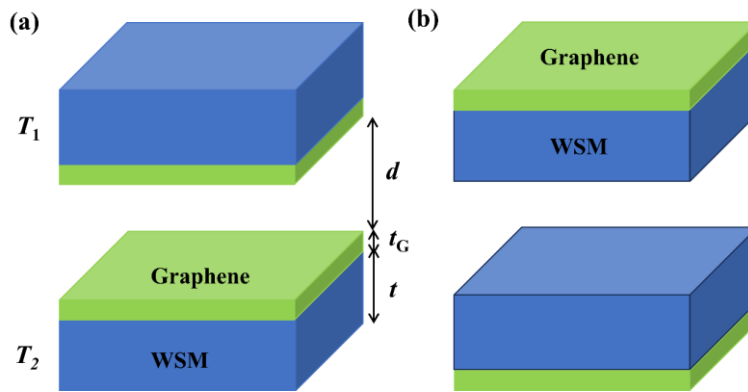 (a)
T1
d
tG
Graphene
t
T2
WSM
(b)
Graphene
WSM